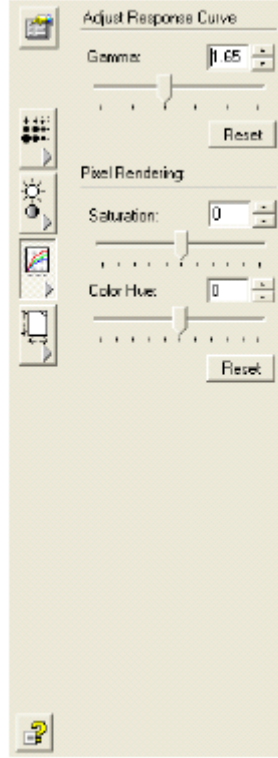 Adjust Response Curve
Gamma: 1.65
Reset
Pixel Rendering:
Saturation: 0
Color Hue: 0
Reset